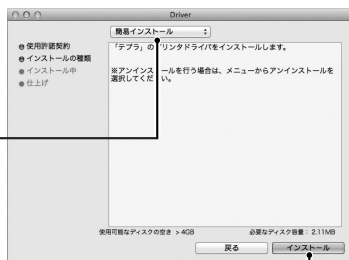 Driver
簡易インストール
使用許諾契約
インストールの種類
インストール中
仕上げ
「テプラ」の リンタドライバをインストールします。
※アンインス ールを行う場合は、メニューからアンインストールを
選択してくだ い。
使用可能なディスクの空き > 4GB
必要なディスク容量： 2.11MB
戻る
インストール